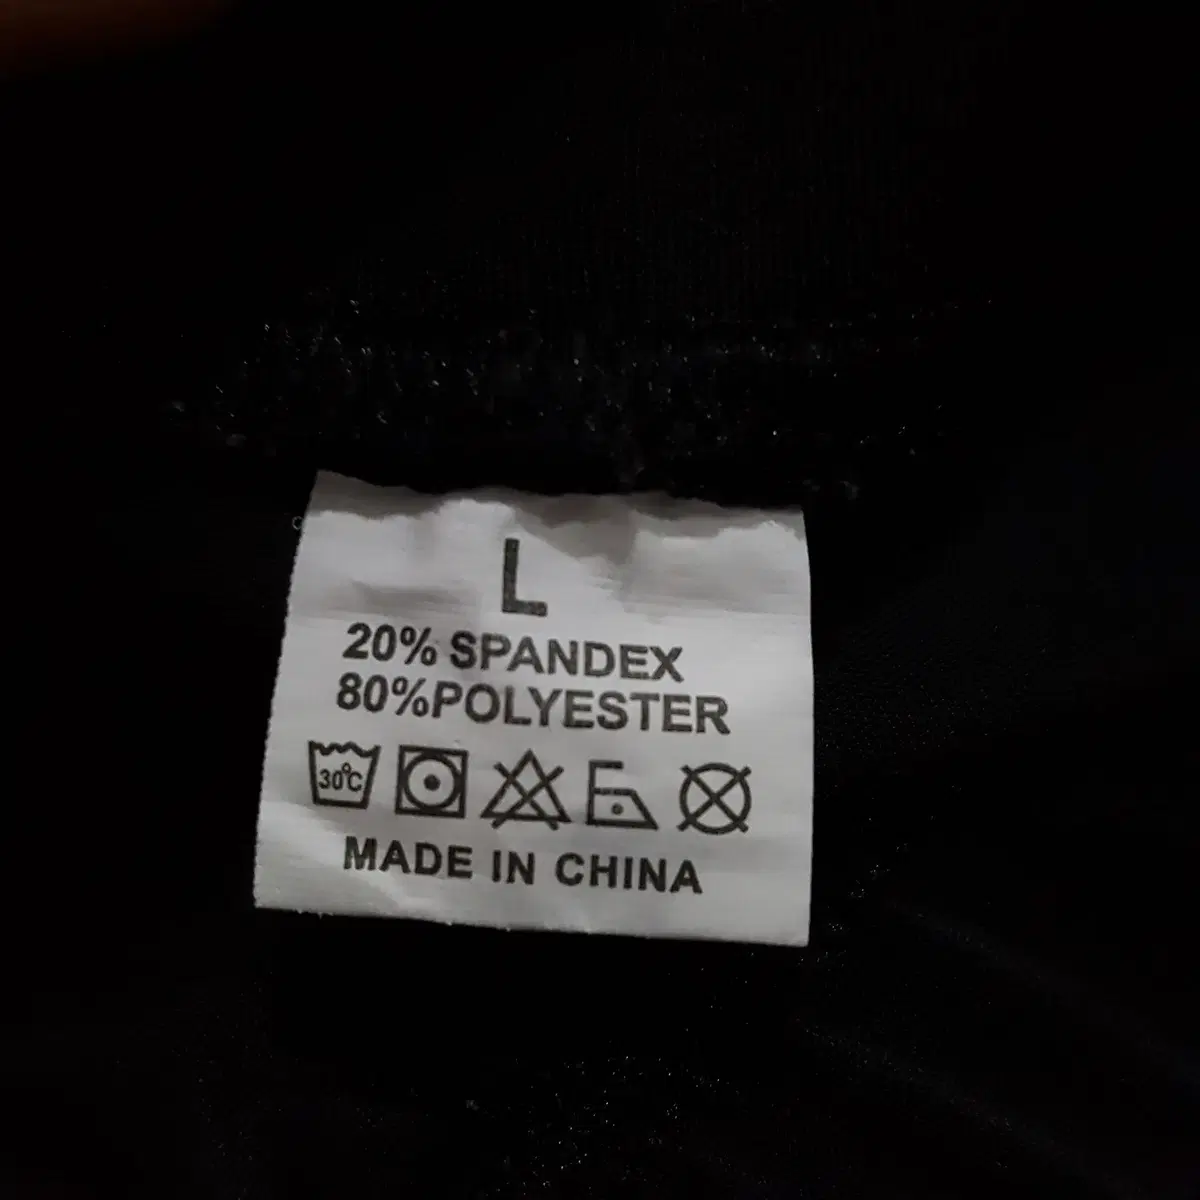 L
20% SPANDEX
80%POLYESTER
30°C
MADE IN CHINA